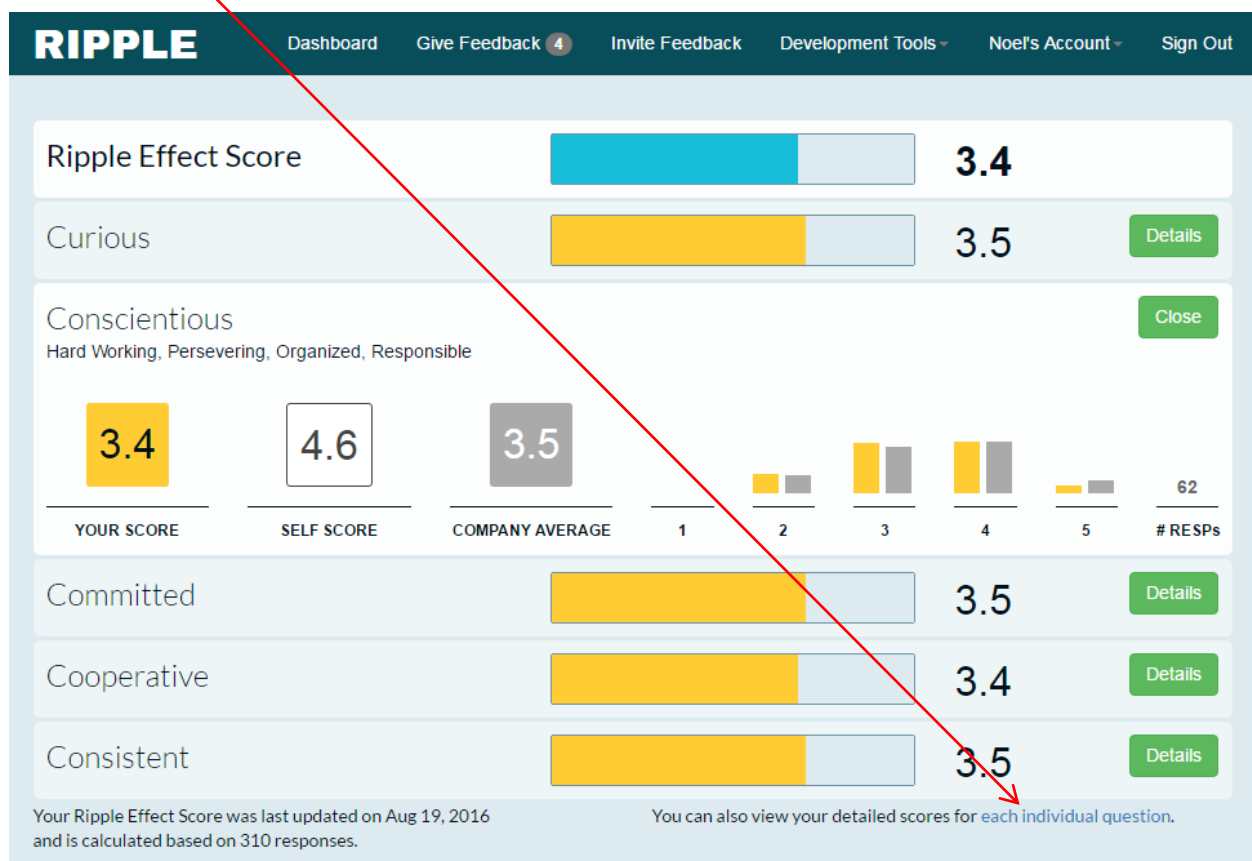 RIPPLE Dashboard Give Feedback 4 Invite Feedback Development Tools Noel's Account Sign Out
Ripple Effect Score 3.4
Curious 3.5 Details
Conscientious Close
Hard Working, Persevering, Organized, Responsible
3.4 4.6 3.5
62
YOUR SCORE SELF SCORE COMPANY AVERAGE 1 2 3 4 5 # RESPs
Committed 3.5 Details
Cooperative 3.4 Details
Consistent 3.5 Details
Your Ripple Effect Score was last updated on Aug 19, 2016 You can also view your detailed scores for each individual question.
and is calculated based on 310 responses.